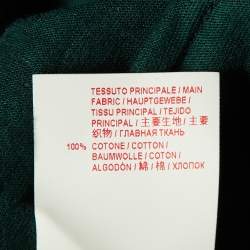 TESSUTO PRINCIPALE / MAIN
FABRIC / HAUPTGEWEBE /
TISSU PRINCIPAL / TEJIDO
PRINCIPAL / 主要生地 / 主要
织物 / ГЛАВНАЯ ТКАНЬ
100% COTONE / COTTON /
BAUMWOLLE / COTON /
ALGODÓN / 綿 / 棉 / ХЛОПОК